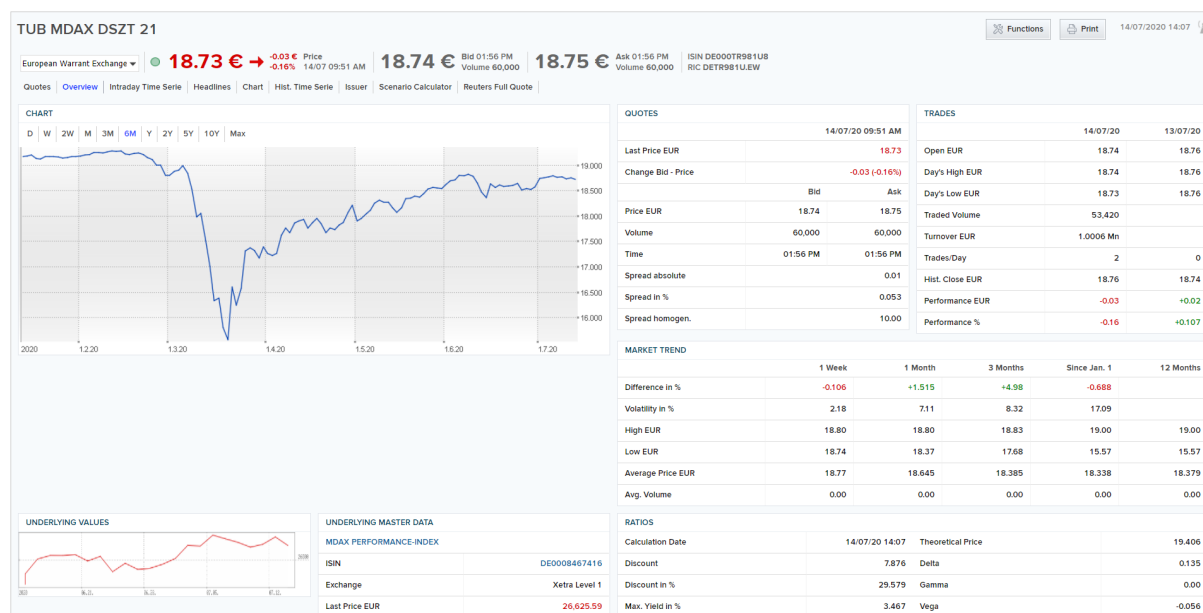 TUB MDAX DSZT 21
Functions
Print
14/07/2020 14:07
European Warrant Exchange
18.73 €
-0.03 € Price
-0.16% 14/07 09:51 AM
18.74 €
Bid 01:56 PM
Volume 60,000
18.75 €
Ask 01:56 PM
Volume 60,000
ISIN DE000TR981U8
RIC DETR981U.EW
Quotes Overview Intraday Time Serie Headlines Chart Hist. Time Serie Issuer Scenario Calculator Reuters Full Quote
CHART
D W 2W M 3M 6M Y 2Y 5Y 10Y Max
19.000
18.500
18.000
17.500
17.000
16.500
16.000
2020 1.2.20 1.3.20 1.4.20 1.5.20 1.6.20 1.7.20
QUOTES
14/07/20 09:51 AM
Last Price EUR 18.73
Change Bid - Price -0.03 (-0.16%)
Bid Ask
Price EUR 18.74 18.75
Volume 60,000 60,000
Time 01:56 PM 01:56 PM
Spread absolute 0.01
Spread in % 0.053
Spread homogen. 10.00
TRADES
14/07/20 13/07/20
Open EUR 18.74 18.76
Day's High EUR 18.74 18.76
Day's Low EUR 18.73 18.76
Traded Volume 53,420
Turnover EUR 1.0006 Mn
Trades/Day 2 0
Hist. Close EUR 18.76 18.74
Performance EUR -0.03 +0.02
Performance % -0.16 +0.107
MARKET TREND
1 Week 1 Month 3 Months Since Jan. 1 12 Months
Difference in % -0.106 +1.515 +4.98 -0.688
Volatility in % 2.18 7.11 8.32 17.09
High EUR 18.80 18.80 18.83 19.00 19.00
Low EUR 18.74 18.37 17.68 15.57 15.57
Average Price EUR 18.77 18.645 18.385 18.338 18.379
Avg. Volume 0.00 0.00 0.00 0.00 0.00
UNDERLYING VALUES
UNDERLYING MASTER DATA
MDAX PERFORMANCE-INDEX
ISIN DE0008467416
Exchange Xetra Level 1
Last Price EUR 26,625.59
RATIOS
Calculation Date 14/07/20 14:07 Theoretical Price 19.406
Discount 7.876 Delta 0.135
Discount in % 29.579 Gamma 0.00
Max. Yield in % 3.467 Vega -0.056